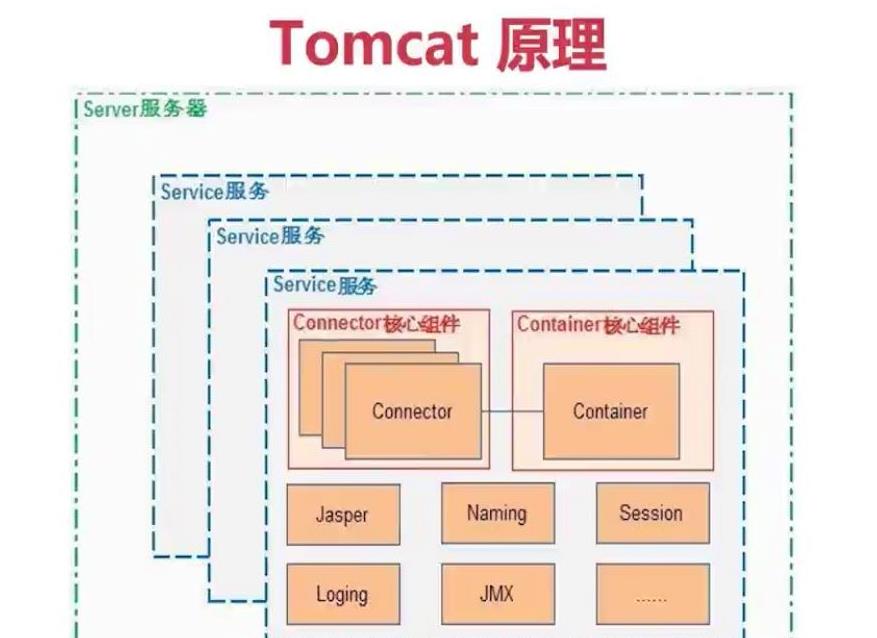 Tomcat 原理
Server服务器
Service服务
Service服务
Service服务
Connector核心组件
Container核心组件
Connector
Container
Jasper
Naming
Session
Loging
JMX
......